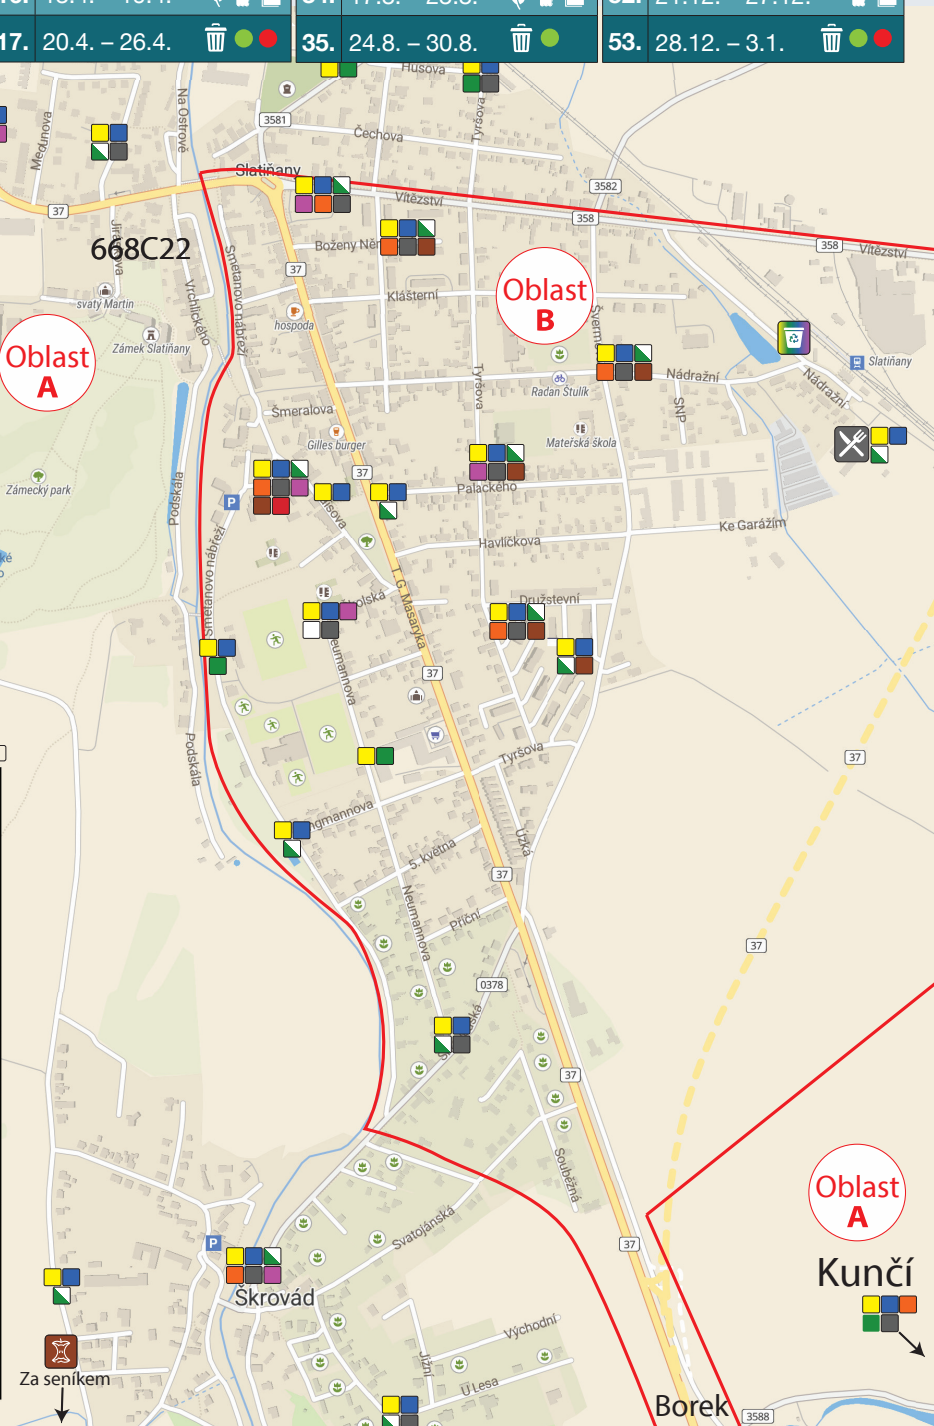 17. 20.4. – 26.4.
35. 24.8. – 30.8.
53. 28.12. – 3.1.
Husova
Na Ostrově
Medunova
3581
Čechova
Tyršova
Slatiňany
3582
37
Vítězství
358
358
Vítězství
668C22
Smetanovo nábřeží
37
Klášterní
Oblast
B
svatý Martin
Vrchlického
hospoda
Zámek Slatiňany
Oblast
A
Radan Štulík
Nádražní
Slatiňany
Nádražní
Tyršova
SNP
Šmeralova
Gilles burger
Mateřská škola
37
Zámecký park
P
Podskála
Palackého
Ke Garážím
Havlíčkova
Smetanovo nábřeží
T. G. Masaryka
Družstevní
37
Podskála
Tyršova
37
Úzká
5. května
37
Neumannova
Příční
37
0378
37
Souběžná
Oblast
A
Svatojánská
P
37
Kunčí
Škrovád
Východní
Jižní
U Lesa
Za seníkem
Borek
3588